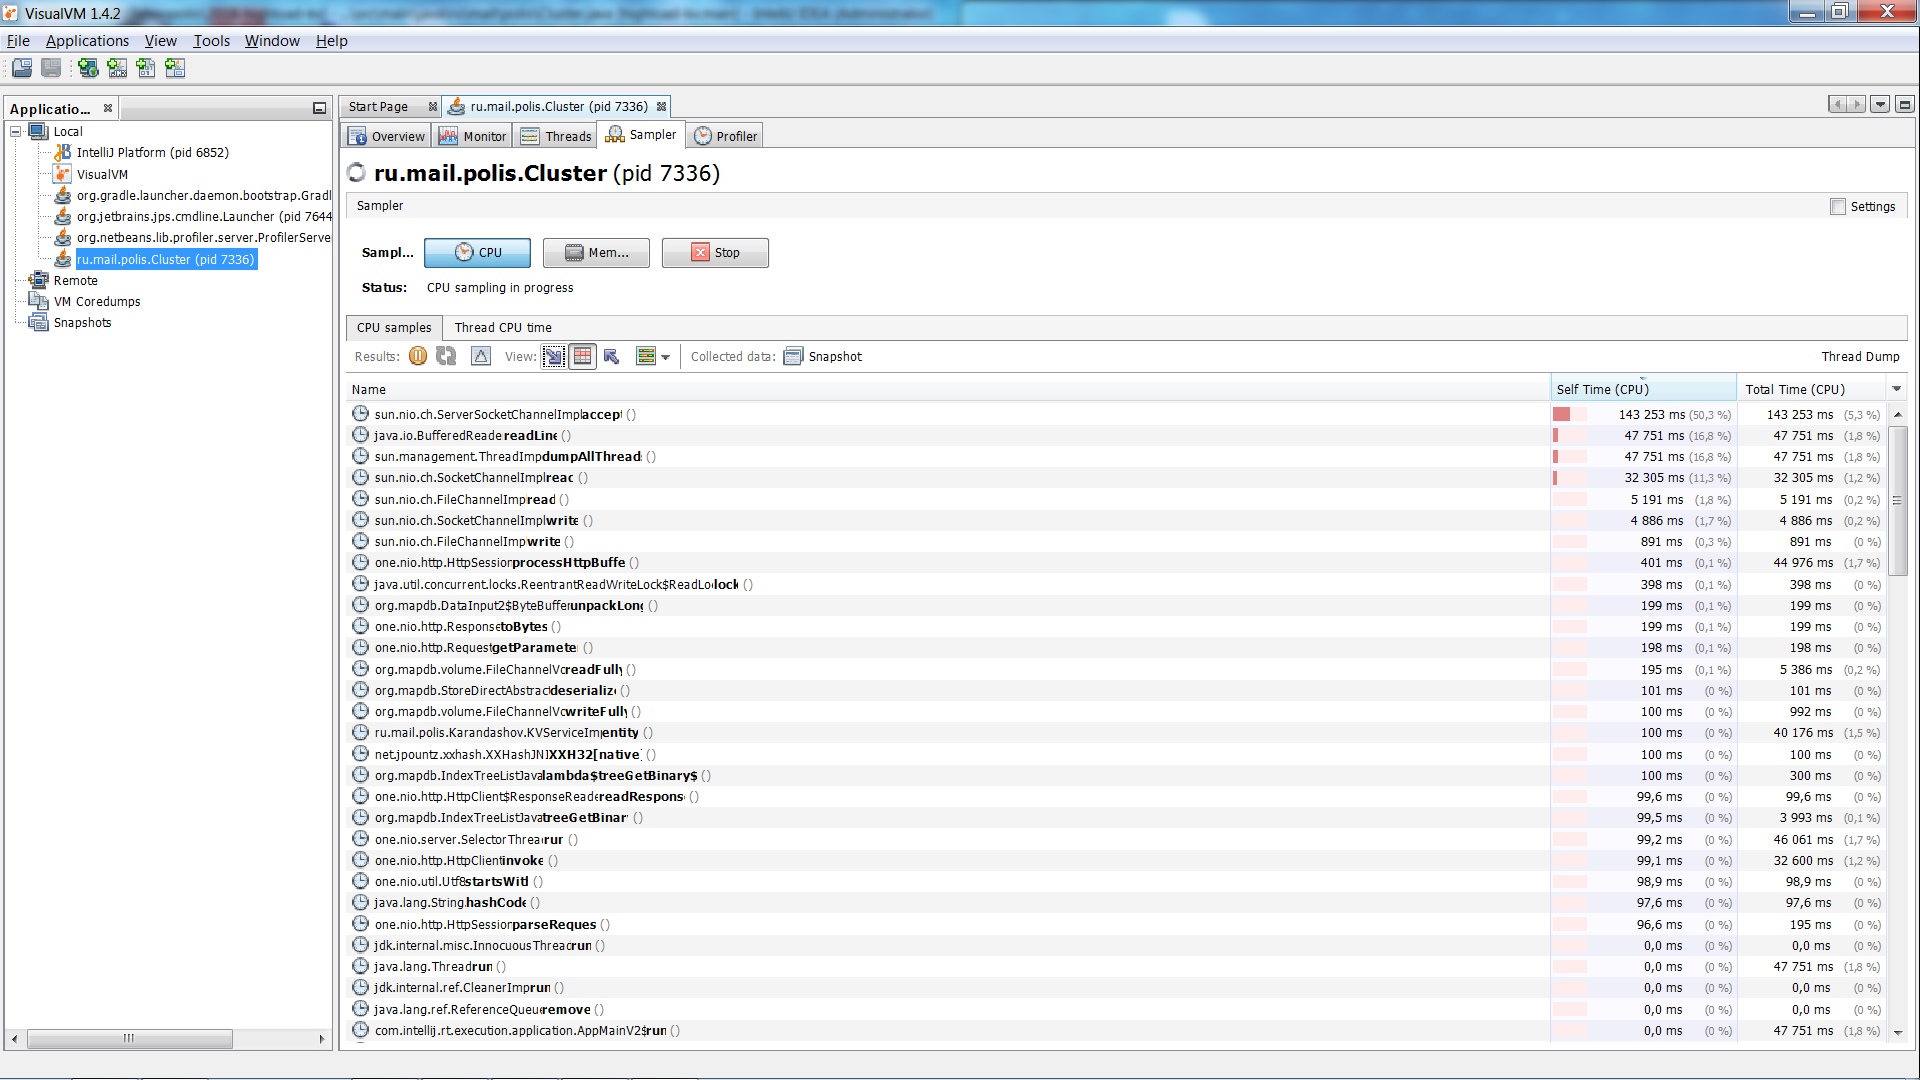 VisualVM 1.4.2
File Applications View Tools Window Help
Applicatio...
Local
IntelliJ Platform (pid 6852)
VisualVM
org.gradle.launcher.daemon.bootstrap.Gradl
org.jetbrains.jps.cmdline.Launcher (pid 7644
org.netbeans.lib.profiler.server.ProfilerServe
ru.mail.polis.Cluster (pid 7336)
Remote
VM Coredumps
Snapshots
Start Page ru.mail.polis.Cluster (pid 7336)
Overview Monitor Threads Sampler Profiler
ru.mail.polis.Cluster (pid 7336)
Sampler Settings
Sampl... CPU Mem... Stop
Status: CPU sampling in progress
CPU samples Thread CPU time
Results: View: Collected data: Snapshot Thread Dump
Name Self Time (CPU) Total Time (CPU)
sun.nio.ch.ServerSocketChannelImpl accept () 143 253 ms (50,3 %) 143 253 ms (5,3 %)
java.io.BufferedReade readLine () 47 751 ms (16,8 %) 47 751 ms (1,8 %)
sun.management.ThreadImp dumpAllThread () 47 751 ms (16,8 %) 47 751 ms (1,8 %)
sun.nio.ch.SocketChannelImpl read () 32 305 ms (11,3 %) 32 305 ms (1,2 %)
sun.nio.ch.FileChannelImp read () 5 191 ms (1,8 %) 5 191 ms (0,2 %)
sun.nio.ch.SocketChannelImpl write () 4 886 ms (1,7 %) 4 886 ms (0,2 %)
sun.nio.ch.FileChannelImp write () 891 ms (0,3 %) 891 ms (0 %)
one.nio.http.HttpSession processHttpBuffe () 401 ms (0,1 %) 44 976 ms (1,7 %)
java.util.concurrent.locks.ReentrantReadWriteLock$ReadLo lock () 398 ms (0,1 %) 398 ms (0 %)
org.mapdb.DataInput2$ByteBuffer unpackLong () 199 ms (0,1 %) 199 ms (0 %)
one.nio.http.Response toBytes () 199 ms (0,1 %) 199 ms (0 %)
one.nio.http.Request getParamete () 198 ms (0,1 %) 198 ms (0 %)
org.mapdb.volume.FileChannelVo readFully () 195 ms (0,1 %) 5 386 ms (0,2 %)
org.mapdb.StoreDirectAbstract deserialize () 101 ms (0 %) 101 ms (0 %)
org.mapdb.volume.FileChannelVo writeFully () 100 ms (0 %) 992 ms (0 %)
ru.mail.polis.Karandashov.KVServiceImp entity () 100 ms (0 %) 40 176 ms (1,5 %)
net.jpountz.xxhash.XXHashJNI XXH32[native] () 100 ms (0 %) 100 ms (0 %)
org.mapdb.IndexTreeListJava lambda$treeGetBinary$ () 100 ms (0 %) 300 ms (0 %)
one.nio.http.HttpClient$ResponseReade readRespons () 99,6 ms (0 %) 99,6 ms (0 %)
org.mapdb.IndexTreeListJava treeGetBinar () 99,5 ms (0 %) 3 993 ms (0,1 %)
one.nio.server.SelectorThread run () 99,2 ms (0 %) 46 061 ms (1,7 %)
one.nio.http.HttpClient invoke () 99,1 ms (0 %) 32 600 ms (1,2 %)
one.nio.util.Utf8 startsWith () 98,9 ms (0 %) 98,9 ms (0 %)
java.lang.String hashCode () 97,6 ms (0 %) 97,6 ms (0 %)
one.nio.http.HttpSession parseReques () 96,6 ms (0 %) 195 ms (0 %)
jdk.internal.misc.InnocuousThread run () 0,0 ms (0 %) 0,0 ms (0 %)
java.lang.Thread run () 0,0 ms (0 %) 47 751 ms (1,8 %)
jdk.internal.ref.CleanerImp run () 0,0 ms (0 %) 0,0 ms (0 %)
java.lang.ref.ReferenceQueue remove () 0,0 ms (0 %) 0,0 ms (0 %)
com.intellij.rt.execution.application.AppMainV2$ run () 0,0 ms (0 %) 47 751 ms (1,8 %)